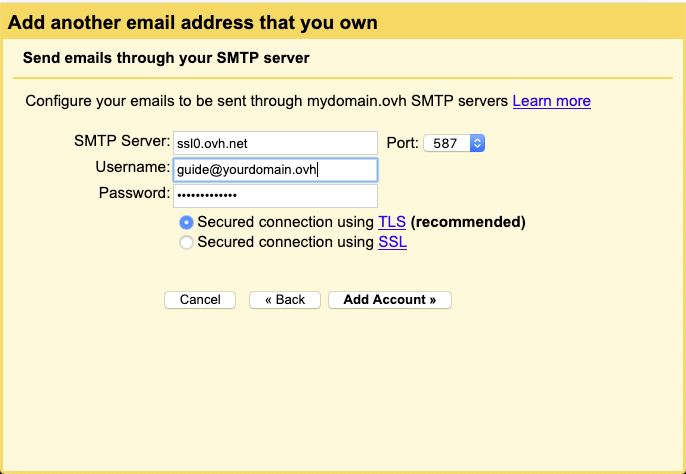 Add another email address that you own
Send emails through your SMTP server
Configure your emails to be sent through mydomain.ovh SMTP servers Learn more
SMTP Server: ssl0.ovh.net Port: 587
Username: guide@yourdomain.ovh
Password: •••••••••••••
Secured connection using TLS (recommended)
Secured connection using SSL
Cancel « Back Add Account »